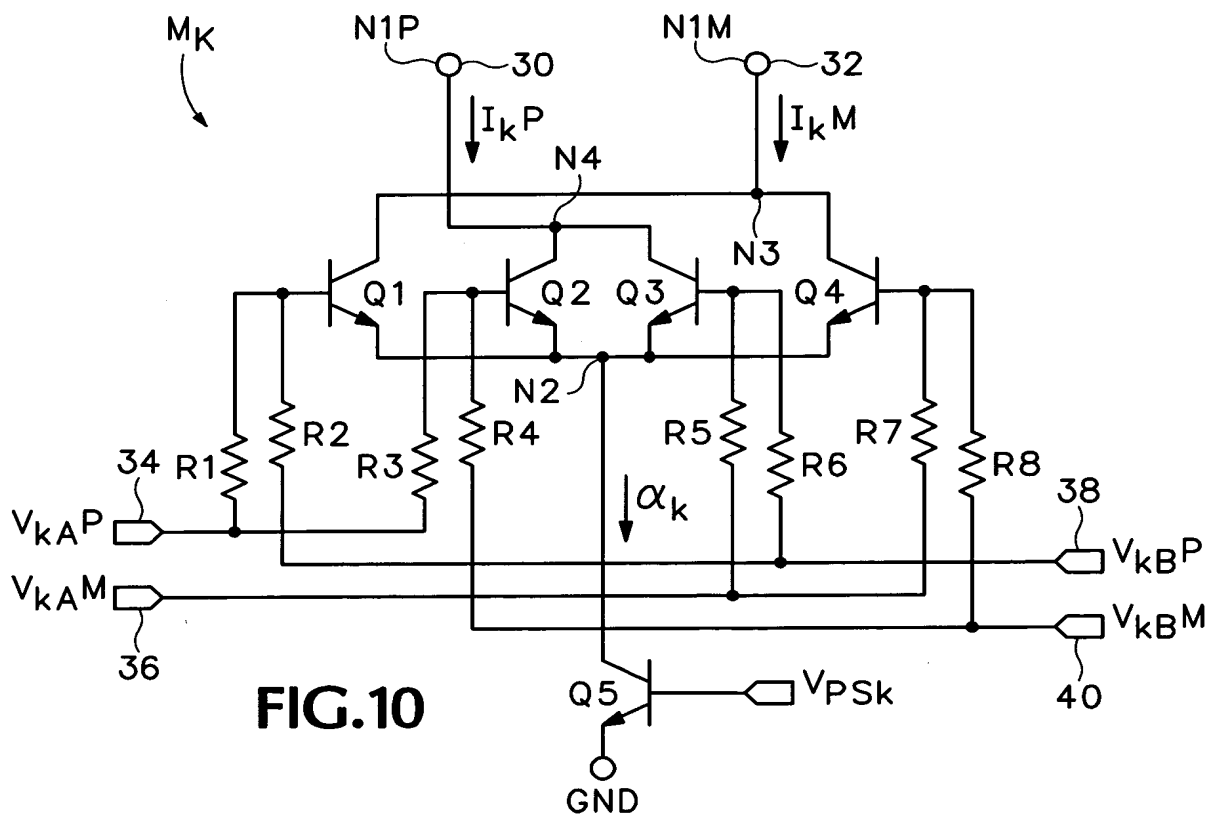 MK
N1P
30
N1M
32
IkP
IkM
N4
N3
Q1
Q2
Q3
Q4
N2
R1
R2
R3
R4
R5
R6
R7
R8
34
VkAP
αk
38
VkBP
VkAM
36
VkBM
40
Q5
VPSk
FIG.10
GND